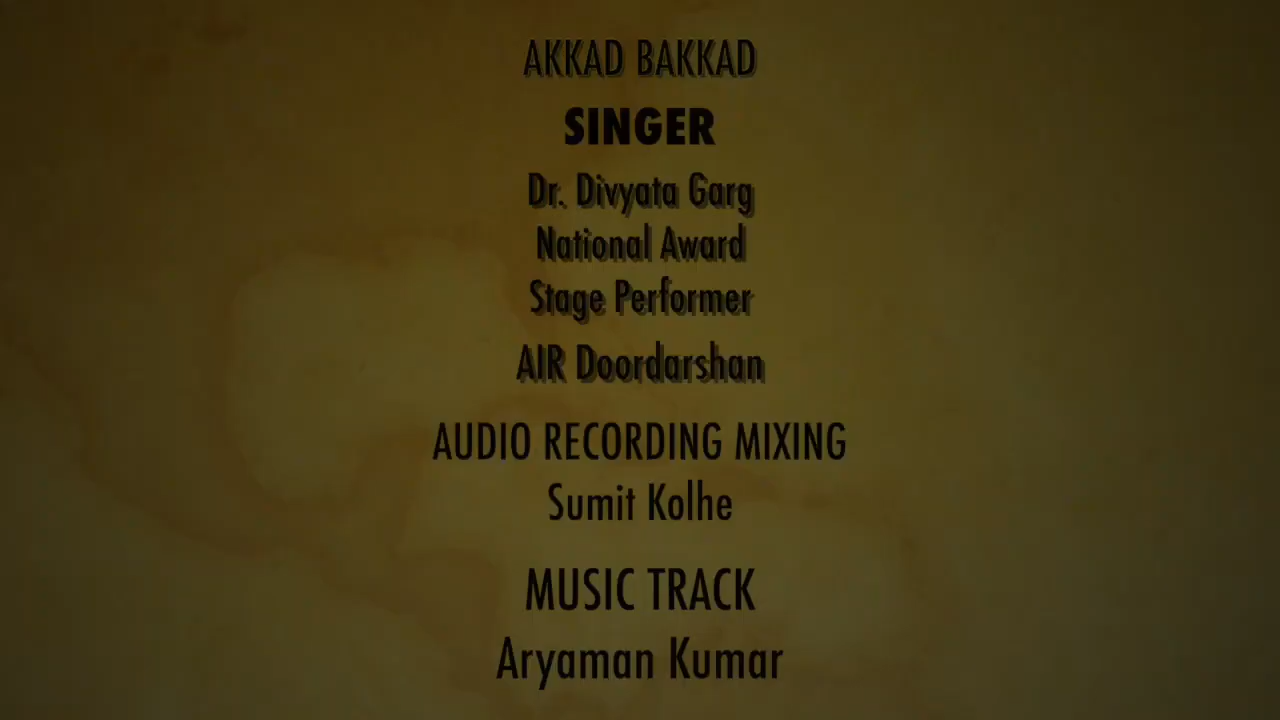 AKKAD BAKKAD
SINGER
Dr. Divyata Garg
National Award
Stage Performer
AIR Doordarshan
AUDIO RECORDING MIXING
Sumit Kolhe
MUSIC TRACK
Aryaman Kumar